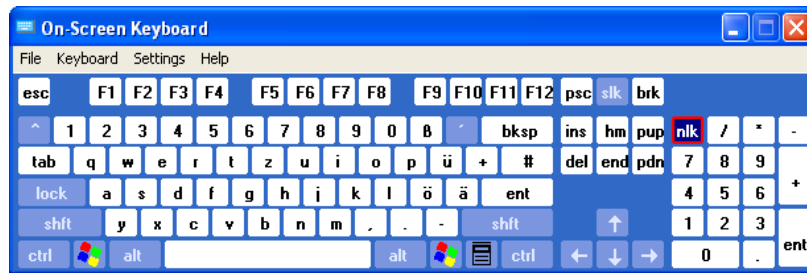 On-Screen Keyboard
File Keyboard Settings Help
esc F1 F2 F3 F4 F5 F6 F7 F8 F9 F10 F11 F12 psc slk brk
^ 1 2 3 4 5 6 7 8 9 0 ß ´ bksp ins hm pup nlk / * -
tab q w e r t z u i o p ü + # del end pdn 7 8 9 +
lock a s d f g h j k l ö ä ent 4 5 6
shft y x c v b n m , . - shft ↑ 1 2 3 ent
ctrl alt alt ctrl ← ↓ → 0 .